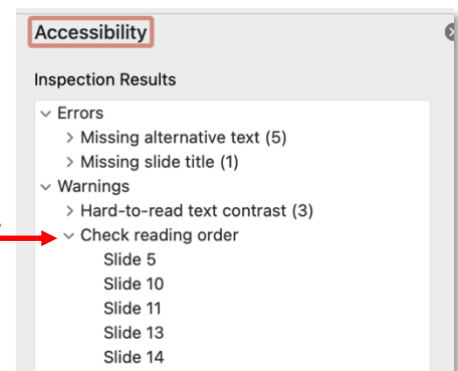 Accessibility
Inspection Results
Errors
Missing alternative text (5)
Missing slide title (1)
Warnings
Hard-to-read text contrast (3)
Check reading order
Slide 5
Slide 10
Slide 11
Slide 13
Slide 14